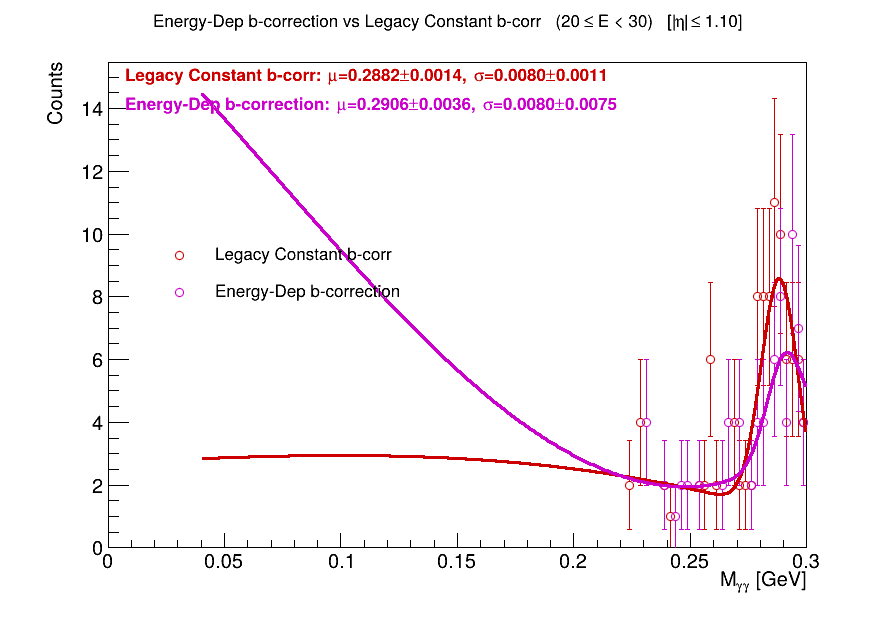 Energy-Dep b-correction vs Legacy Constant b-corr (20 ≤ E < 30) [|η| ≤ 1.10]
Counts
Legacy Constant b-corr: μ=0.2882±0.0014, σ=0.0080±0.0011
Energy-Dep b-correction: μ=0.2906±0.0036, σ=0.0080±0.0075
14
12
10
8
6
4
2
0
Legacy Constant b-corr
Energy-Dep b-correction
0 0.05 0.1 0.15 0.2 0.25 0.3
Mγγ [GeV]